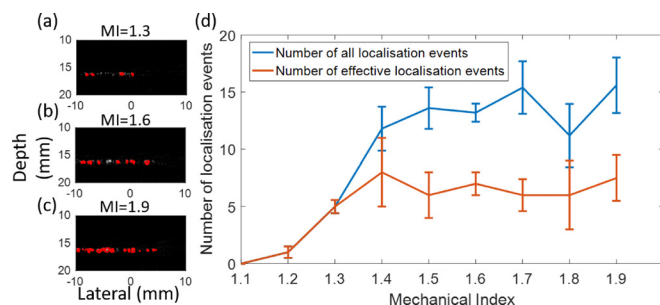 (a)
MI=1.3
10
15
20
-10 0 10
(b)
MI=1.6
10
15
20
-10 0 10
(c)
MI=1.9
10
15
20
-10 0 10
Depth (mm)
Lateral (mm)
(d)
Number of all localisation events
Number of effective localisation events
Number of localisation events
20
15
10
5
0
1.1 1.2 1.3 1.4 1.5 1.6 1.7 1.8 1.9
Mechanical Index